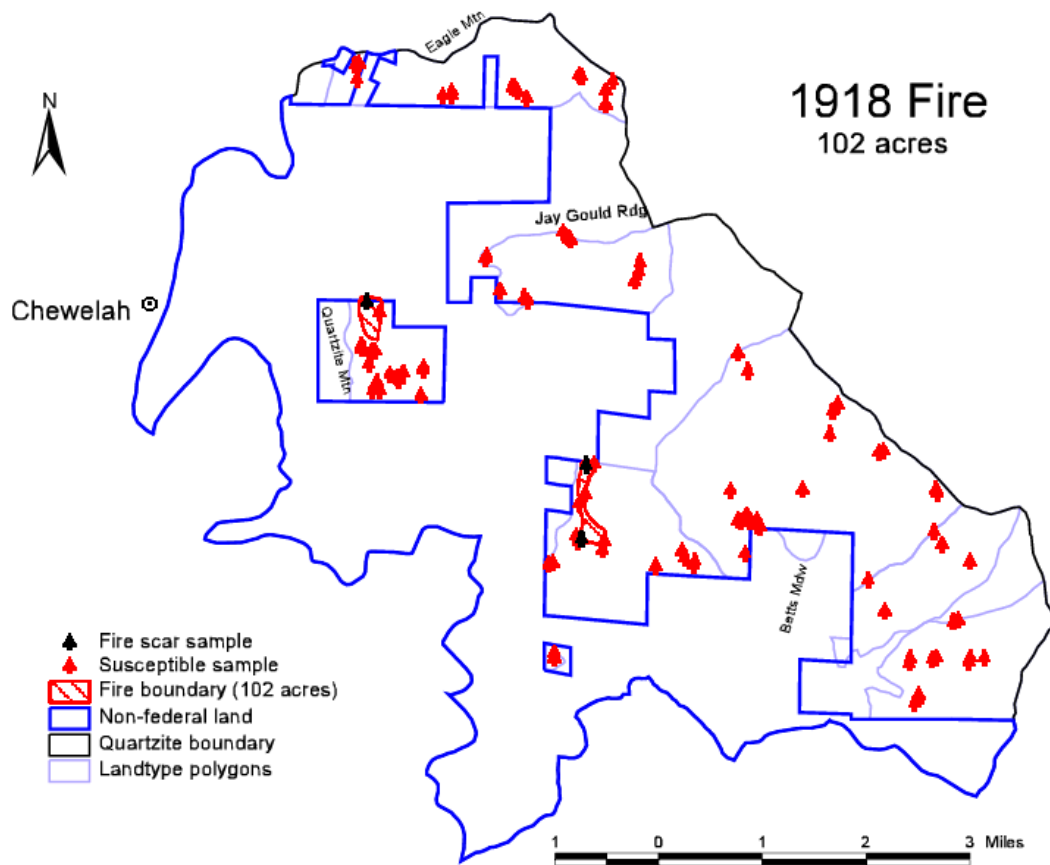 Eagle Mtn
N
1918 Fire
102 acres
Jay Gould Rdg
Chewelah
Quartzite Mtn
Betts Mdw
Fire scar sample
Susceptible sample
Fire boundary (102 acres)
Non-federal land
Quartzite boundary
Landtype polygons
1 0 1 2 3 Miles